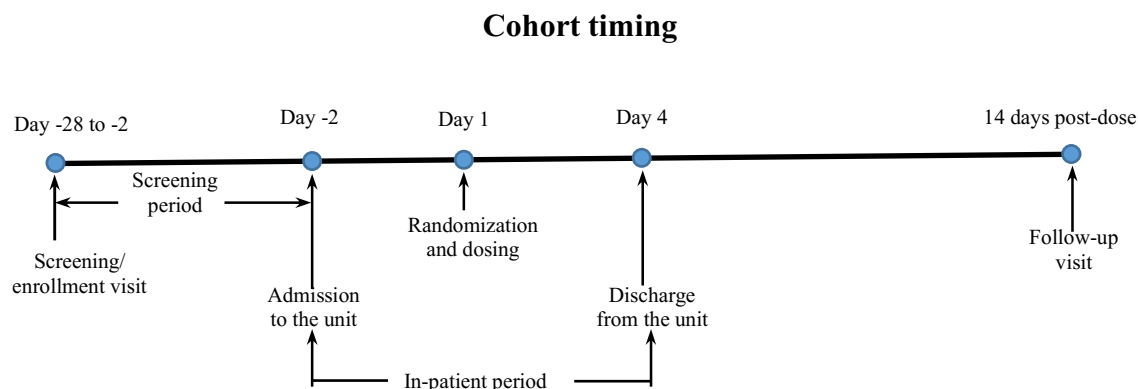 Cohort timing
Day -28 to -2
Day -2
Day 1
Day 4
14 days post-dose
Screening
period
Screening/
enrollment visit
Admission
to the unit
Randomization
and dosing
Discharge
from the unit
Follow-up
visit
In-patient period